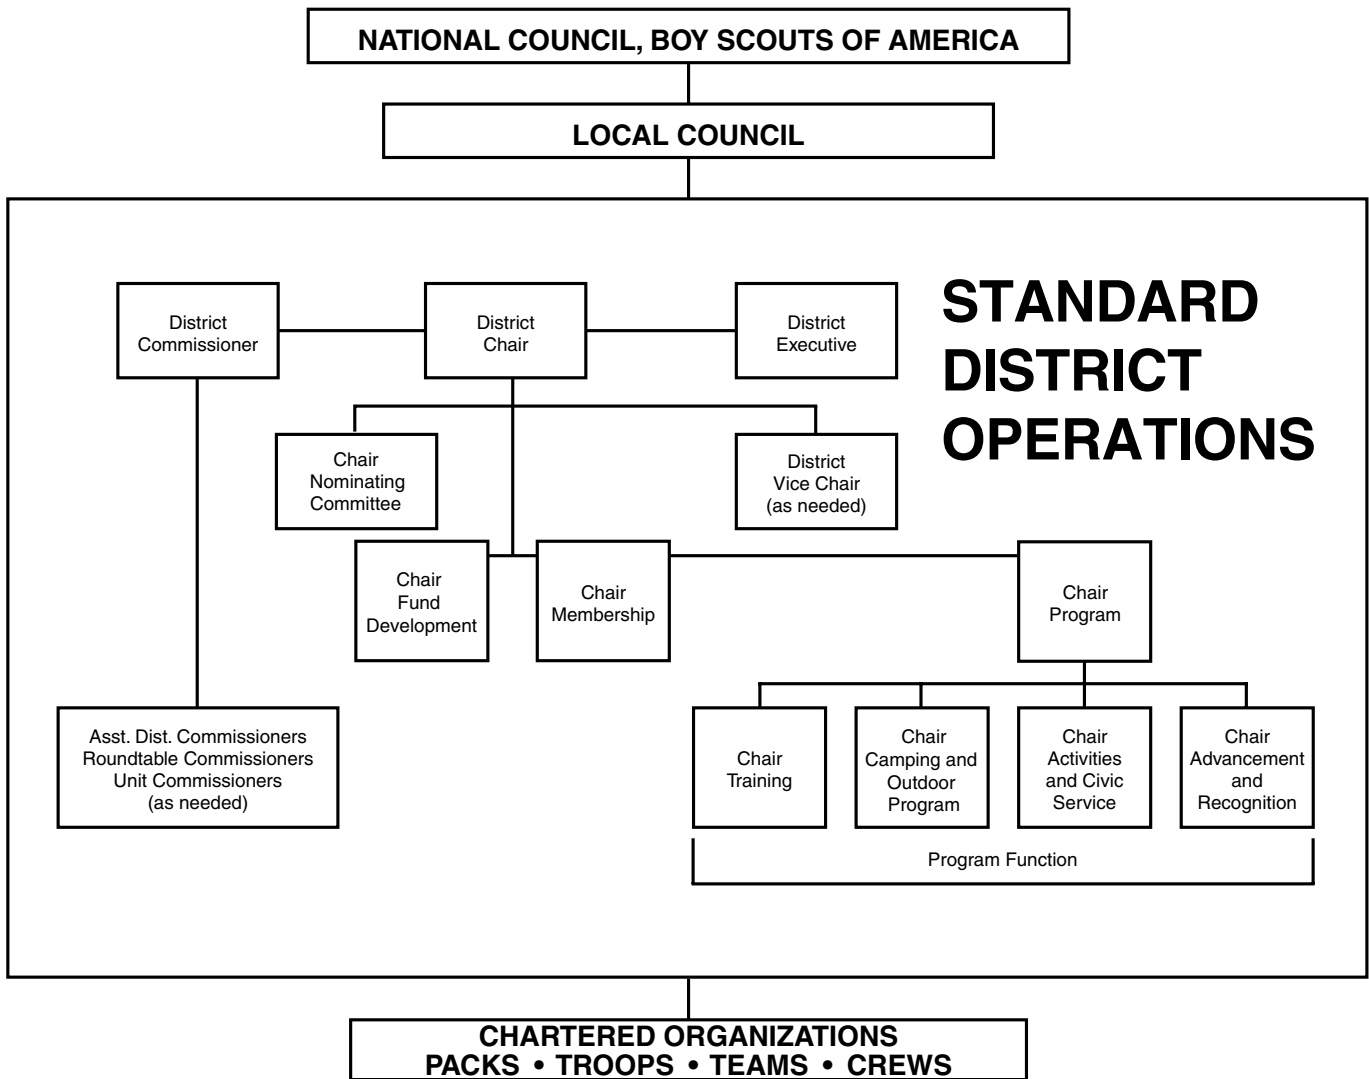 NATIONAL COUNCIL, BOY SCOUTS OF AMERICA
LOCAL COUNCIL
STANDARD
DISTRICT
OPERATIONS
District
Commissioner
District
Chair
District
Executive
Chair
Nominating
Committee
District
Vice Chair
(as needed)
Chair
Fund
Development
Chair
Membership
Chair
Program
Asst. Dist. Commissioners
Roundtable Commissioners
Unit Commissioners
(as needed)
Chair
Training
Chair
Camping and
Outdoor
Program
Chair
Activities
and Civic
Service
Chair
Advancement
and
Recognition
Program Function
CHARTERED ORGANIZATIONS
PACKS • TROOPS • TEAMS • CREWS